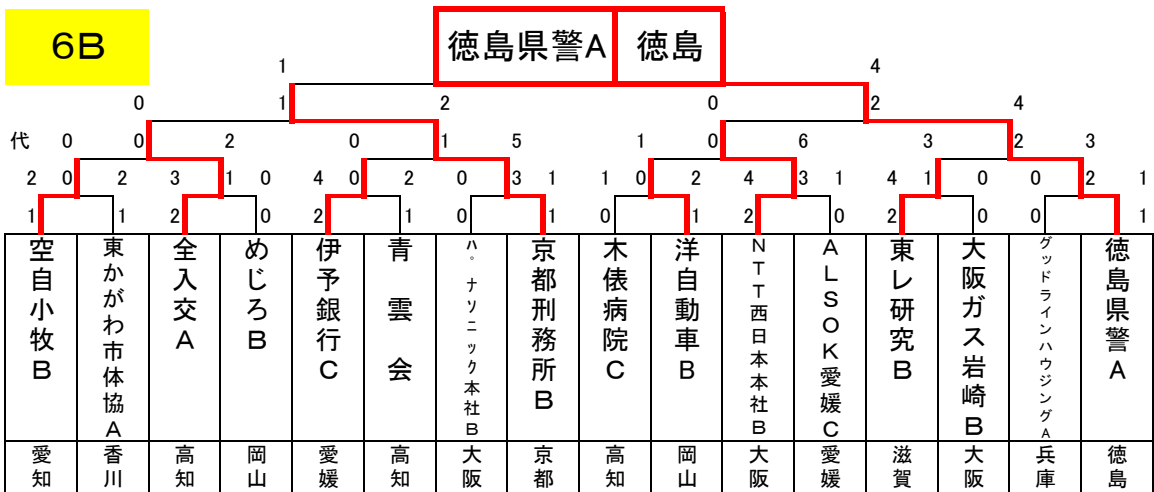 6B
徳島県警A 徳島
1 4
0 1 2 0 2 4
代 0 0 2 0 1 5 1 0 6 3 2 3
2 0 2 3 1 0 4 0 2 0 3 1 1 0 2 4 3 1 4 1 0 0 2 1
1 1 2 0 2 1 0 1 0 1 2 0 2 0 0 1
空自小牧B
東かがわ市体協A
全入交A
めじろB
伊予銀行C
青雲会
パナソニック本社B
京都刑務所B
木俵病院C
洋自動車B
NTT西日本本社B
ALSOK愛媛C
東レ研究B
大阪ガス岩崎B
グッドラインハウジングA
徳島県警A
愛知 香川 高知 岡山 愛媛 高知 大阪 京都 高知 岡山 大阪 愛媛 滋賀 大阪 兵庫 徳島